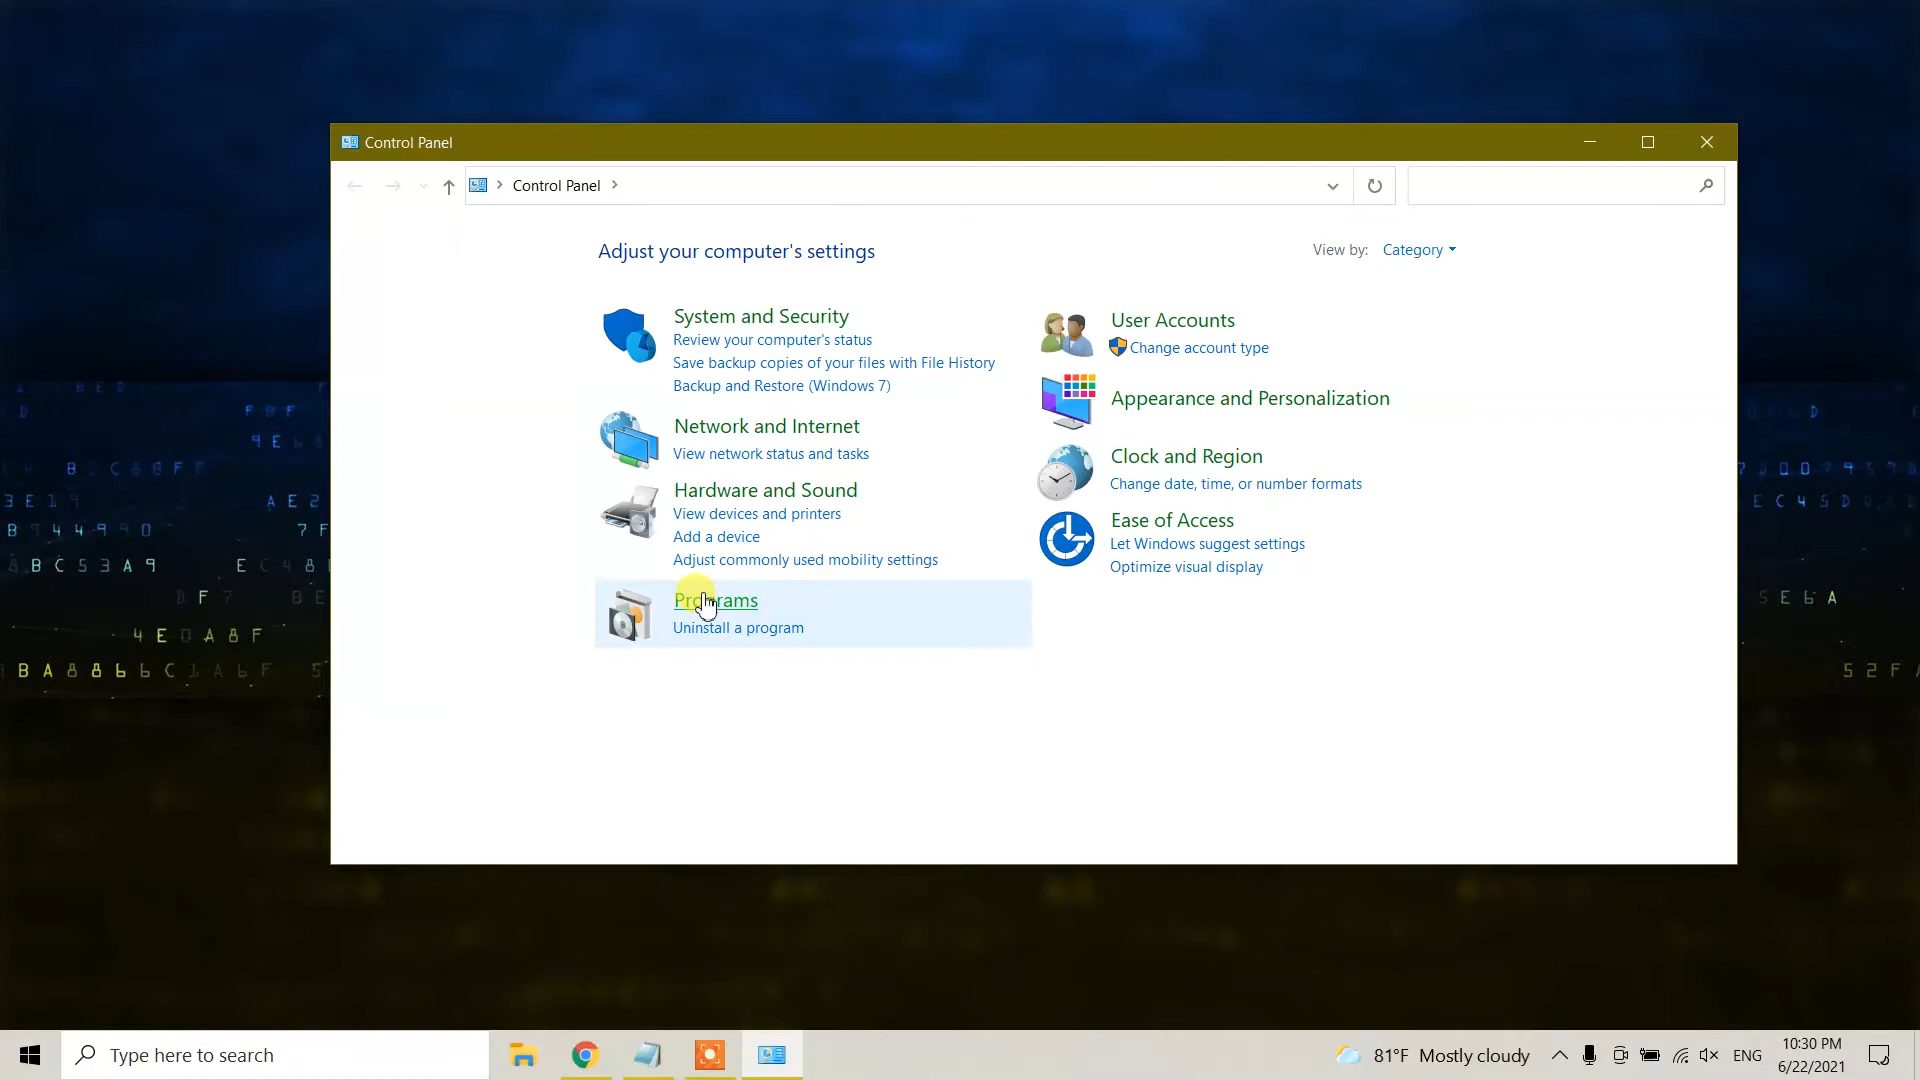 Control Panel
Control Panel
Adjust your computer's settings
View by: Category
System and Security
Review your computer's status
Save backup copies of your files with File History
Backup and Restore (Windows 7)
Network and Internet
View network status and tasks
Hardware and Sound
View devices and printers
Add a device
Adjust commonly used mobility settings
Programs
Uninstall a program
User Accounts
Change account type
Appearance and Personalization
Clock and Region
Change date, time, or number formats
Ease of Access
Let Windows suggest settings
Optimize visual display
Type here to search
81°F Mostly cloudy
ENG
10:30 PM
6/22/2021